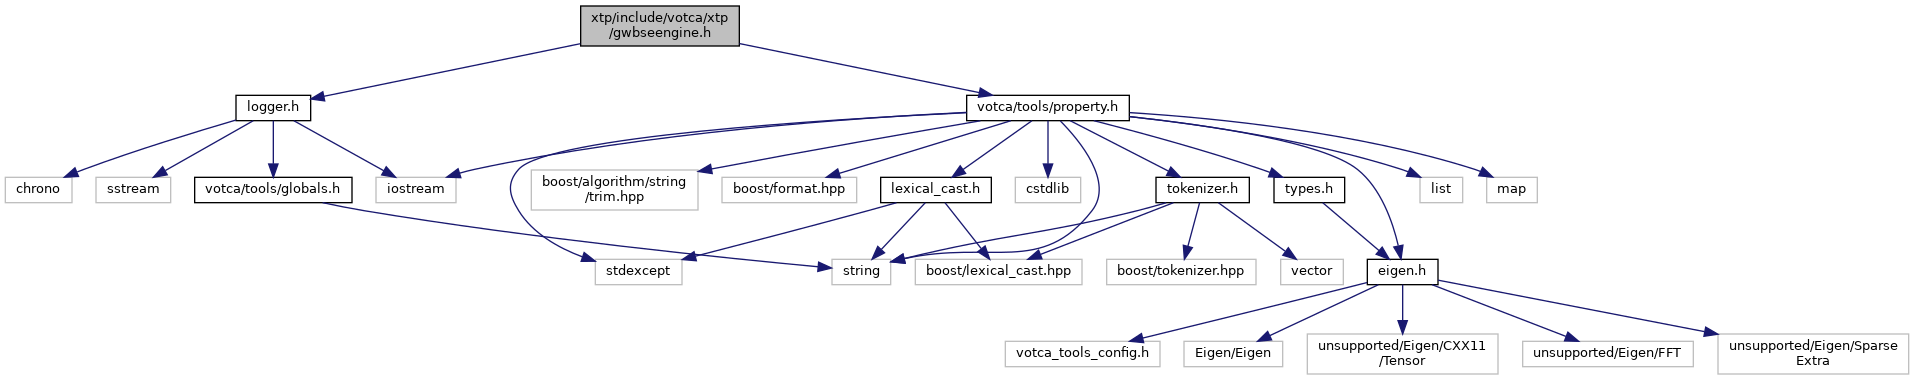 xtp/include/votca/xtp
/gwbseengine.h
logger.h
votca/tools/property.h
chrono
sstream
votca/tools/globals.h
iostream
boost/algorithm/string
/trim.hpp
boost/format.hpp
lexical_cast.h
cstdlib
tokenizer.h
types.h
list
map
stdexcept
string
boost/lexical_cast.hpp
boost/tokenizer.hpp
vector
eigen.h
votca_tools_config.h
Eigen/Eigen
unsupported/Eigen/CXX11
/Tensor
unsupported/Eigen/FFT
unsupported/Eigen/Sparse
Extra